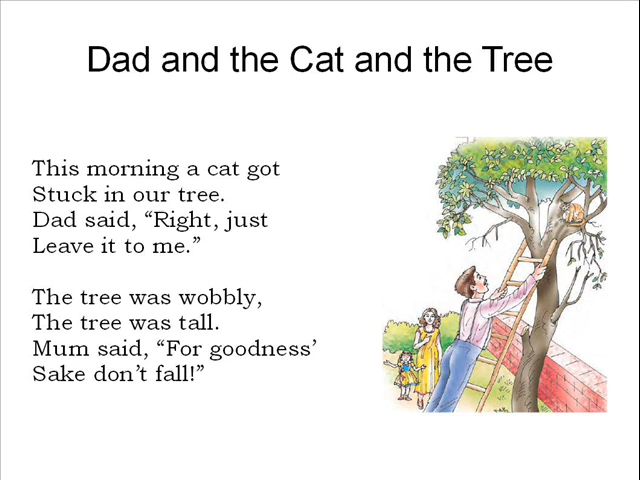 Dad and the Cat and the Tree
This morning a cat got
Stuck in our tree.
Dad said, “Right, just
Leave it to me.”
The tree was wobbly,
The tree was tall.
Mum said, “For goodness’
Sake don’t fall!”